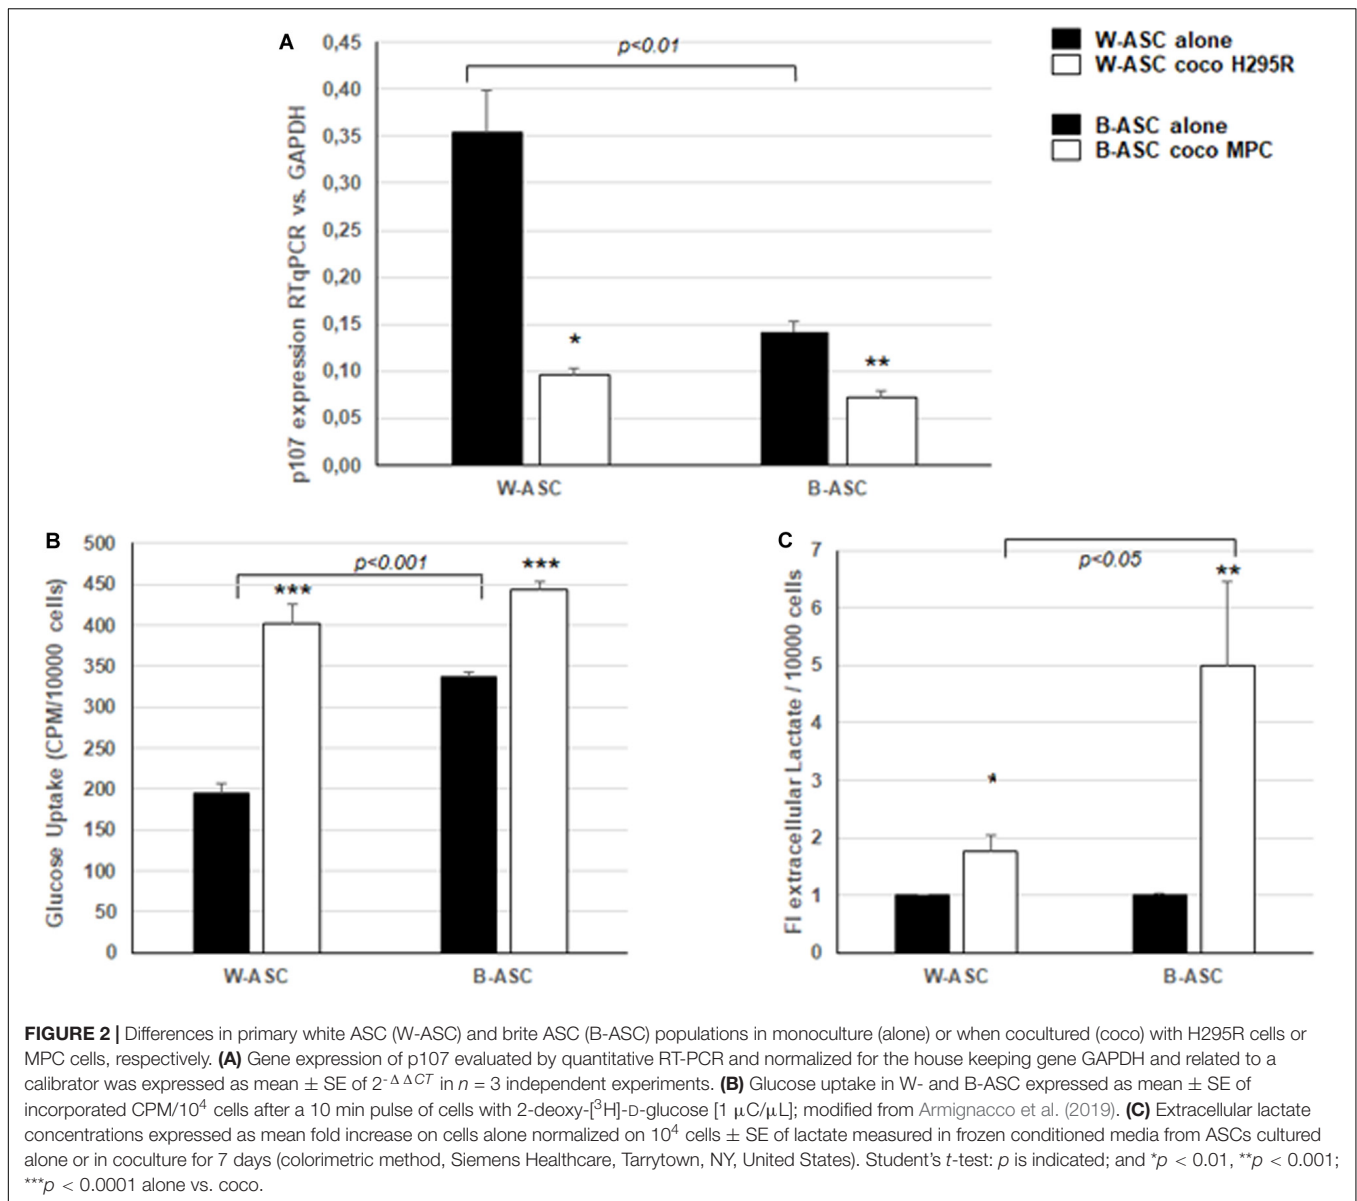 A
0,45
0,40
0,35
0,30
0,25
0,20
0,15
0,10
0,05
0,00
p107 expression RTqPCR vs. GAPDH
p<0.01
*
**
W-ASC
B-ASC
W-ASC alone
W-ASC coco H295R
B-ASC alone
B-ASC coco MPC
B
500
450
400
350
300
250
200
150
100
50
0
Glucose Uptake (CPM/10000 cells)
p<0.001
***
***
W-ASC
B-ASC
C
7
6
5
4
3
2
1
0
FI extracellular Lactate / 10000 cells
p<0.05
*
**
W-ASC
B-ASC
FIGURE 2 | Differences in primary white ASC (W-ASC) and brite ASC (B-ASC) populations in monoculture (alone) or when cocultured (coco) with H295R cells or
MPC cells, respectively. (A) Gene expression of p107 evaluated by quantitative RT-PCR and normalized for the house keeping gene GAPDH and related to a
calibrator was expressed as mean ± SE of 2-ΔΔCT in n = 3 independent experiments. (B) Glucose uptake in W- and B-ASC expressed as mean ± SE of
incorporated CPM/10⁴ cells after a 10 min pulse of cells with 2-deoxy-[³H]-D-glucose [1 μC/μL]; modified from Armignacco et al. (2019). (C) Extracellular lactate
concentrations expressed as mean fold increase on cells alone normalized on 10⁴ cells ± SE of lactate measured in frozen conditioned media from ASCs cultured
alone or in coculture for 7 days (colorimetric method, Siemens Healthcare, Tarrytown, NY, United States). Student's t-test: p is indicated; and *p < 0.01, **p < 0.001;
***p < 0.0001 alone vs. coco.